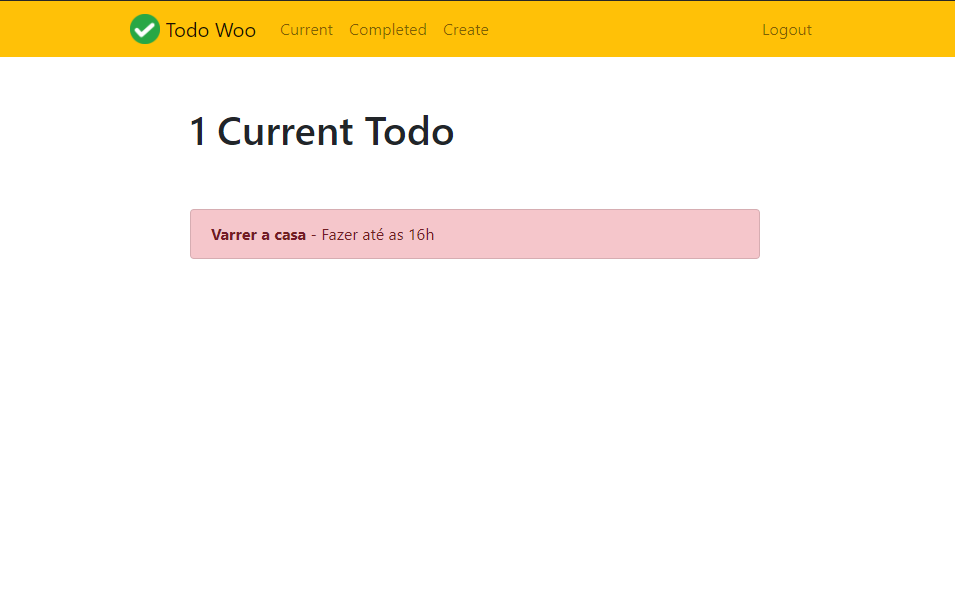 Todo Woo Current Completed Create Logout
1 Current Todo
Varrer a casa - Fazer até as 16h